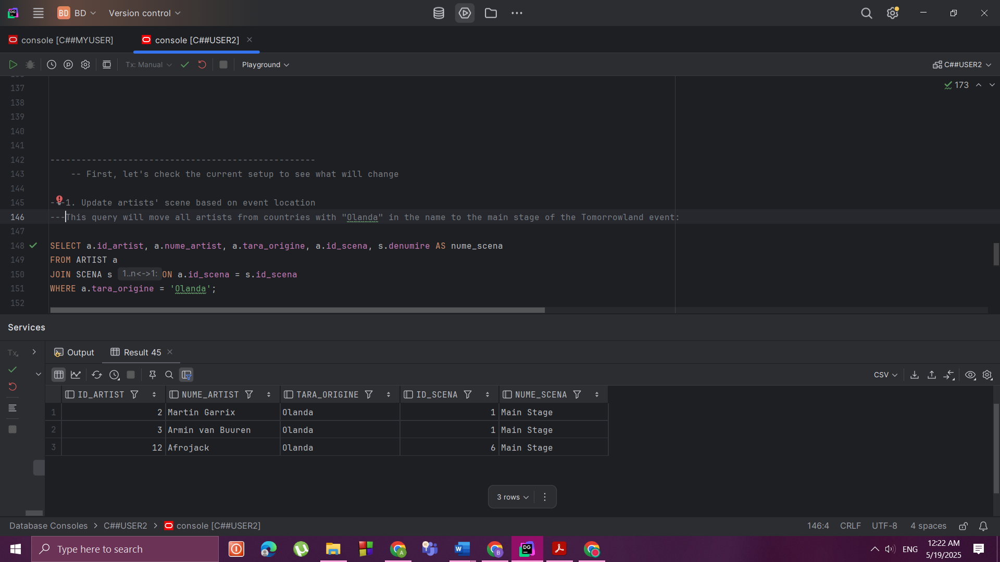 BD BD Version control
console [C##MYUSER] console [C##USER2]
Tx: Manual Playground C##USER2
173
137
138
139
140
141
142 ---------------------------------------------------
143 -- First, let's check the current setup to see what will change
144
145 ---1. Update artists' scene based on event location
146 ---This query will move all artists from countries with "Olanda" in the name to the main stage of the Tomorrowland event:
147
148 SELECT a.id_artist, a.nume_artist, a.tara_origine, a.id_scena, s.denumire AS nume_scena
149 FROM ARTIST a
150 JOIN SCENA s 1..n<->1: ON a.id_scena = s.id_scena
151 WHERE a.tara_origine = 'Olanda';
152
Services
Tx Output Result 45
CSV
ID_ARTIST NUME_ARTIST TARA_ORIGINE ID_SCENA NUME_SCENA
1 2 Martin Garrix Olanda 1 Main Stage
2 3 Armin van Buuren Olanda 1 Main Stage
3 12 Afrojack Olanda 6 Main Stage
3 rows
Database Consoles C##USER2 console [C##USER2] 146:4 CRLF UTF-8 4 spaces
Type here to search ENG 12:22 AM
5/19/2025